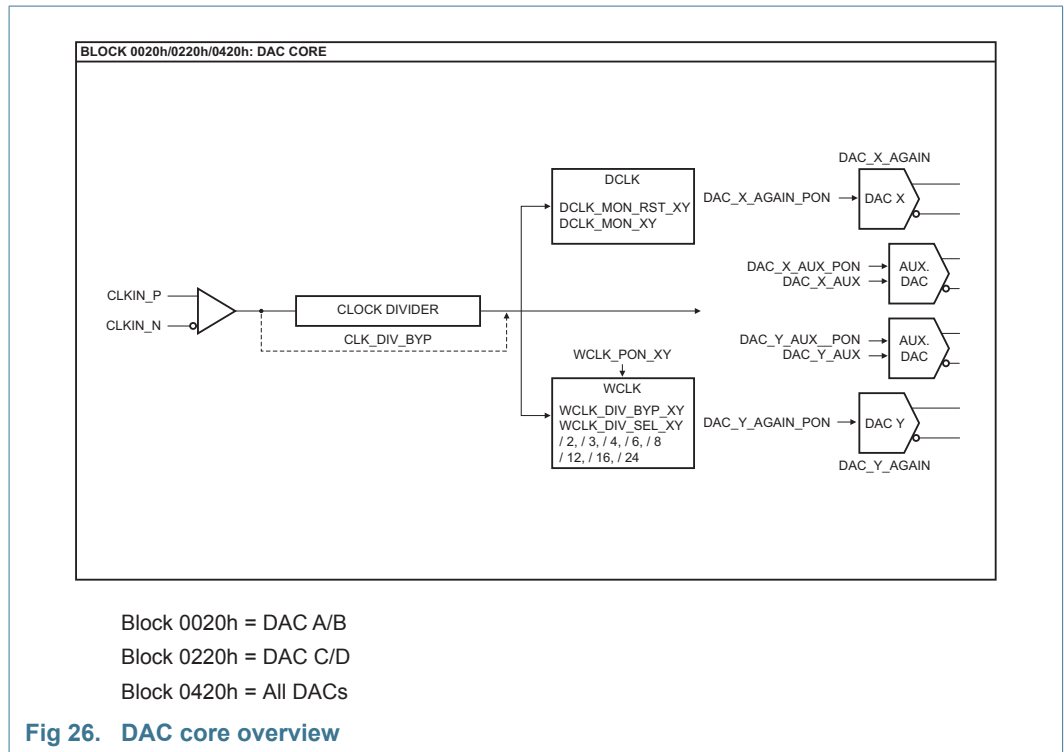 BLOCK 0020h/0220h/0420h: DAC CORE
CLKIN_P
CLKIN_N
CLOCK DIVIDER
CLK_DIV_BYP
DCLK
DCLK_MON_RST_XY
DCLK_MON_XY
WCLK_PON_XY
WCLK
WCLK_DIV_BYP_XY
WCLK_DIV_SEL_XY
/ 2, / 3, / 4, / 6, / 8
/ 12, / 16, / 24
DAC_X_AGAIN
DAC_X_AGAIN_PON
DAC X
DAC_X_AUX_PON
DAC_X_AUX
AUX.
DAC
DAC_Y_AUX__PON
DAC_Y_AUX
AUX.
DAC
DAC_Y_AGAIN_PON
DAC Y
DAC_Y_AGAIN
Block 0020h = DAC A/B
Block 0220h = DAC C/D
Block 0420h = All DACs
Fig 26. DAC core overview